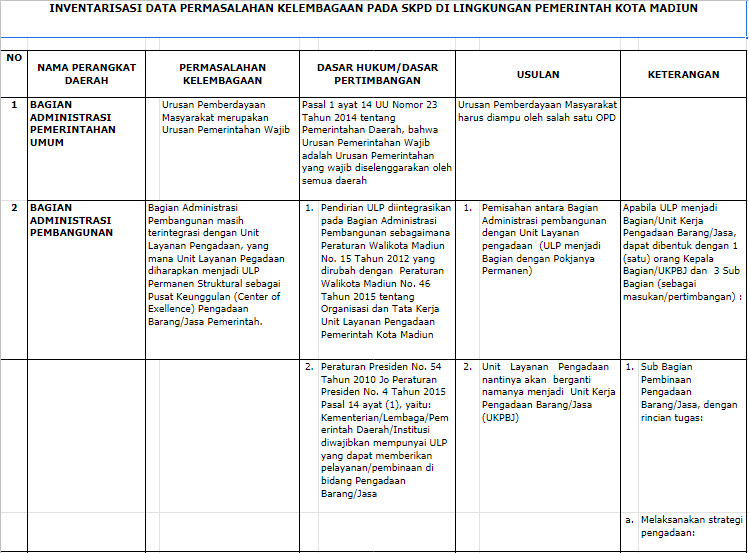 INVENTARISASI DATA PERMASALAHAN KELEMBAGAAN PADA SKPD DI LINGKUNGAN PEMERINTAH KOTA MADIUN
NO
NAMA PERANGKAT
DAERAH
PERMASALAHAN
KELEMBAGAAN
DASAR HUKUM/DASAR
PERTIMBANGAN
USULAN
KETERANGAN
1
BAGIAN
ADMINISTRASI
PEMERINTAHAN
UMUM
Urusan Pemberdayaan
Masyarakat merupakan
Urusan Pemerintahan Wajib
Pasal 1 ayat 14 UU Nomor 23
Tahun 2014 tentang
Pemerintahan Daerah, bahwa
Urusan Pemerintahan Wajib
adalah Urusan Pemerintahan
yang wajib diselenggarakan oleh
semua daerah
Urusan Pemberdayaan Masyarakat
harus diampu oleh salah satu OPD
2
BAGIAN
ADMINISTRASI
PEMBANGUNAN
Bagian Administrasi
Pembangunan masih
terintegrasi dengan Unit
Layanan Pengadaan, yang
mana Unit Layanan Pegadaan
diharapkan menjadi ULP
Permanen Struktural sebagai
Pusat Keunggulan (Center of
Exellence) Pengadaan
Barang/Jasa Pemerintah.
1. Pendirian ULP diintegrasikan
pada Bagian Administrasi
Pembangunan sebagaimana
Peraturan Walikota Madiun
No. 15 Tahun 2012 yang
dirubah dengan Peraturan
Walikota Madiun No. 46
Tahun 2015 tentang
Organisasi dan Tata Kerja
Unit Layanan Pengadaan
Pemerintah Kota Madiun
1. Pemisahan antara Bagian
Administrasi pembangunan
dengan Unit Layanan
pengadaan (ULP menjadi
Bagian dengan Pokjanya
Permanen)
Apabila ULP menjadi
Bagian/Unit Kerja
Pengadaan Barang/Jasa,
dapat dibentuk dengan 1
(satu) orang Kepala
Bagian/UKPBJ dan 3 Sub
Bagian (sebagai
masukan/pertimbangan) :
2. Peraturan Presiden No. 54
Tahun 2010 Jo Peraturan
Presiden No. 4 Tahun 2015
Pasal 14 ayat (1), yaitu:
Kementerian/Lembaga/Pem
erintah Daerah/Institusi
diwajibkan mempunyai ULP
yang dapat memberikan
pelayanan/pembinaan di
bidang Pengadaan
Barang/Jasa
2. Unit Layanan Pengadaan
nantinya akan berganti
namanya menjadi Unit Kerja
Pengadaan Barang/Jasa
(UKPBJ)
1. Sub Bagian
Pembinaan
Pengadaan
Barang/Jasa, dengan
rincian tugas:
a. Melaksanakan strategi
pengadaan: